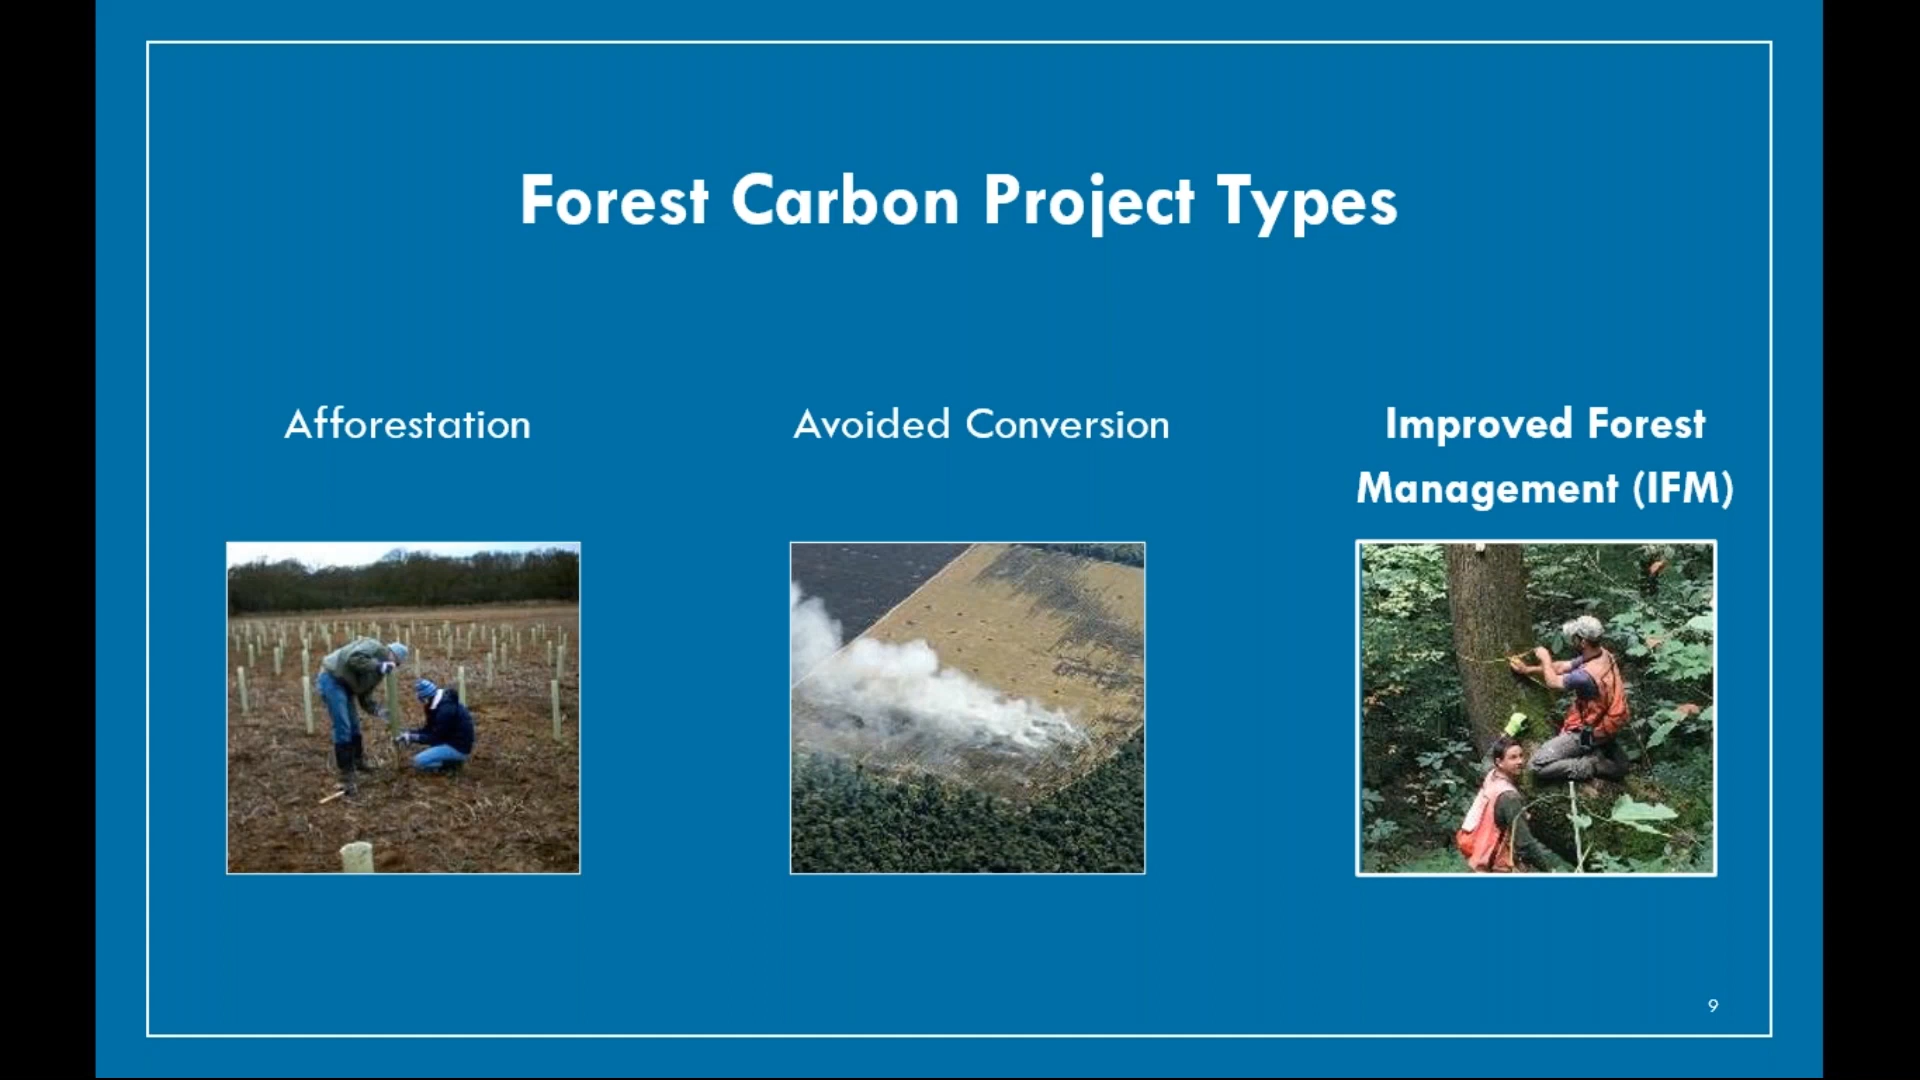 Forest Carbon Project Types
Afforestation
Avoided Conversion
Improved Forest
Management (IFM)
9